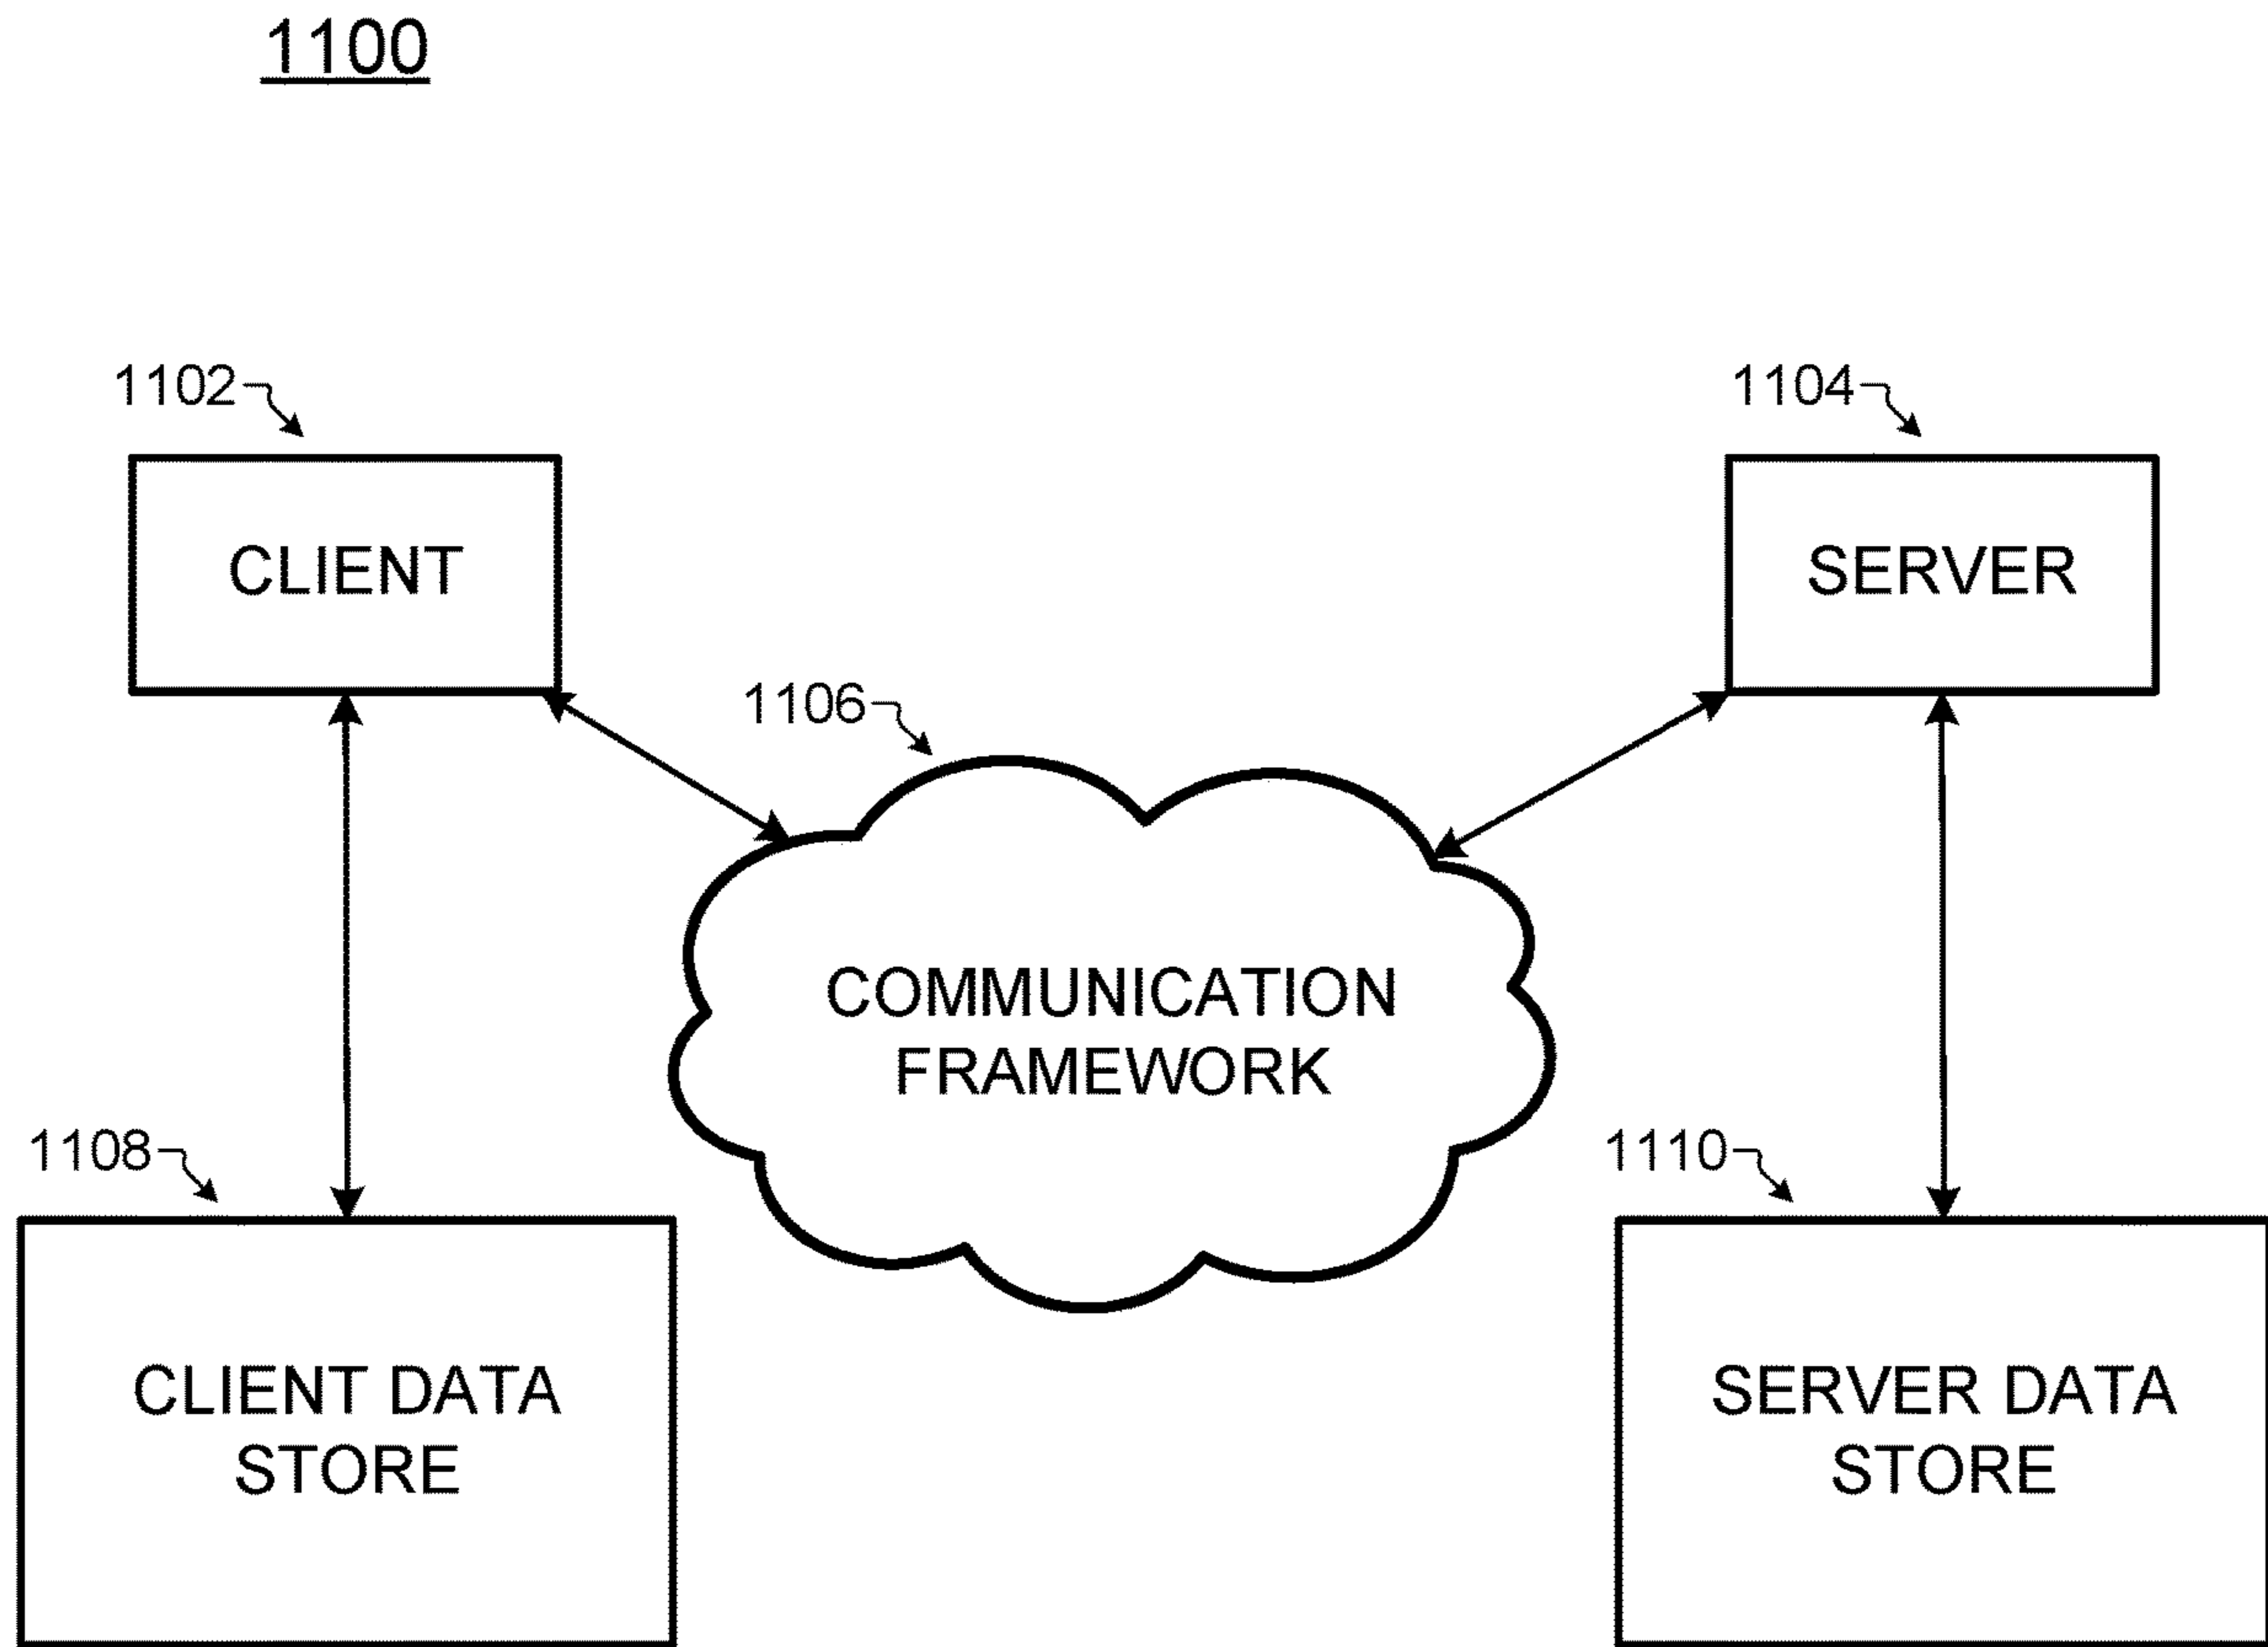 1100
1102
1104
CLIENT
SERVER
1106
COMMUNICATION
FRAMEWORK
1108
1110
CLIENT DATA
STORE
SERVER DATA
STORE